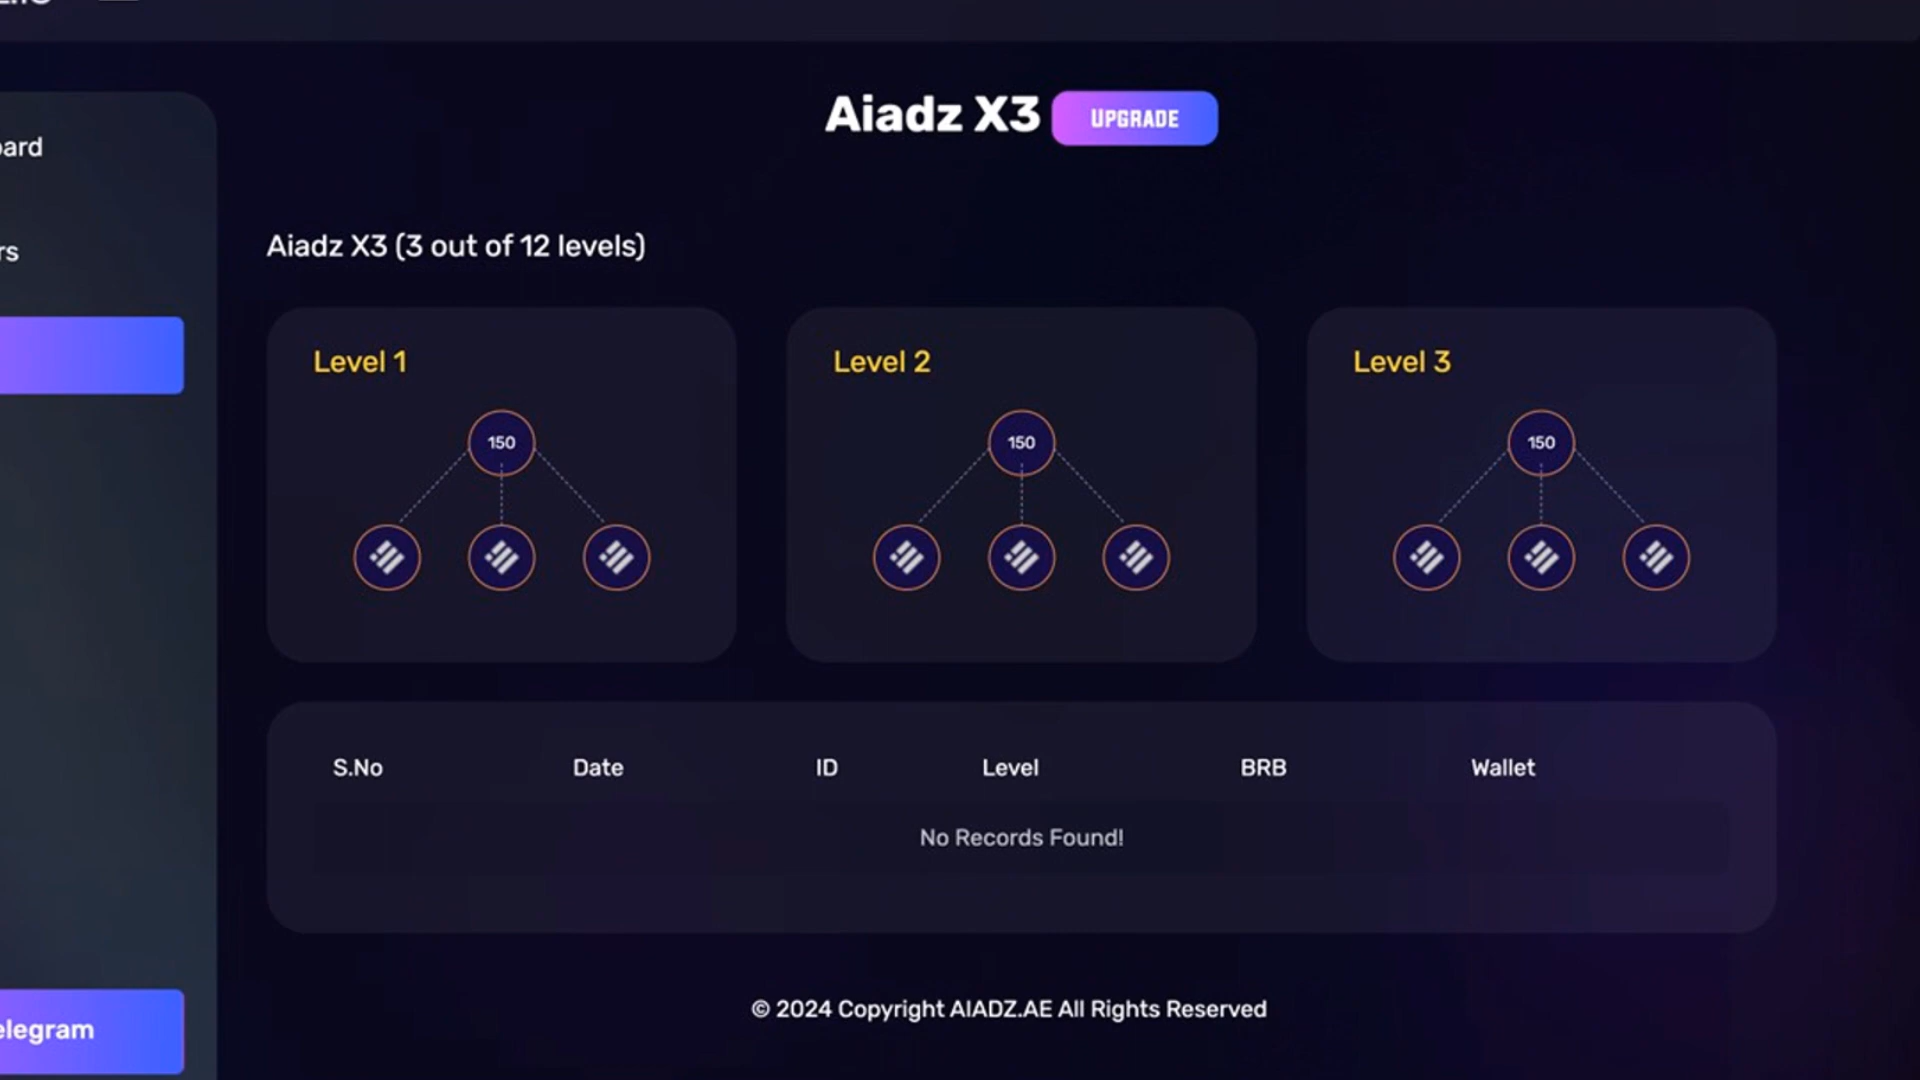 Aiadz X3 UPGRADE
Aiadz X3 (3 out of 12 levels)
Level 1
150
Level 2
150
Level 3
150
S.No Date ID Level BRB Wallet
No Records Found!
© 2024 Copyright AIADZ.AE All Rights Reserved
ard
rs
elegram